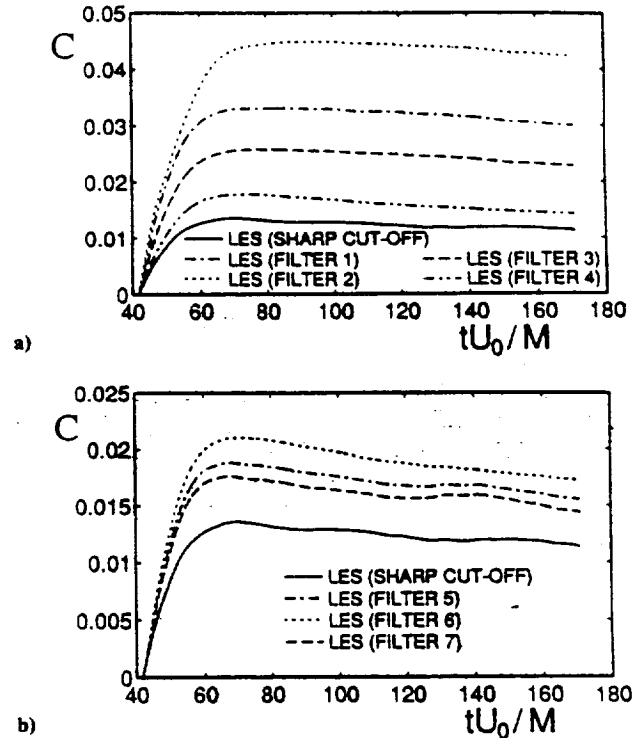 C
0.05
0.04
0.03
0.02
0.01
0
LES (SHARP CUT-OFF)
LES (FILTER 1)
LES (FILTER 2)
LES (FILTER 3)
LES (FILTER 4)
40 60 80 100 120 140 160 180
tU0/M
a)
C
0.025
0.02
0.015
0.01
0.005
0
LES (SHARP CUT-OFF)
LES (FILTER 5)
LES (FILTER 6)
LES (FILTER 7)
40 60 80 100 120 140 160 180
tU0/M
b)